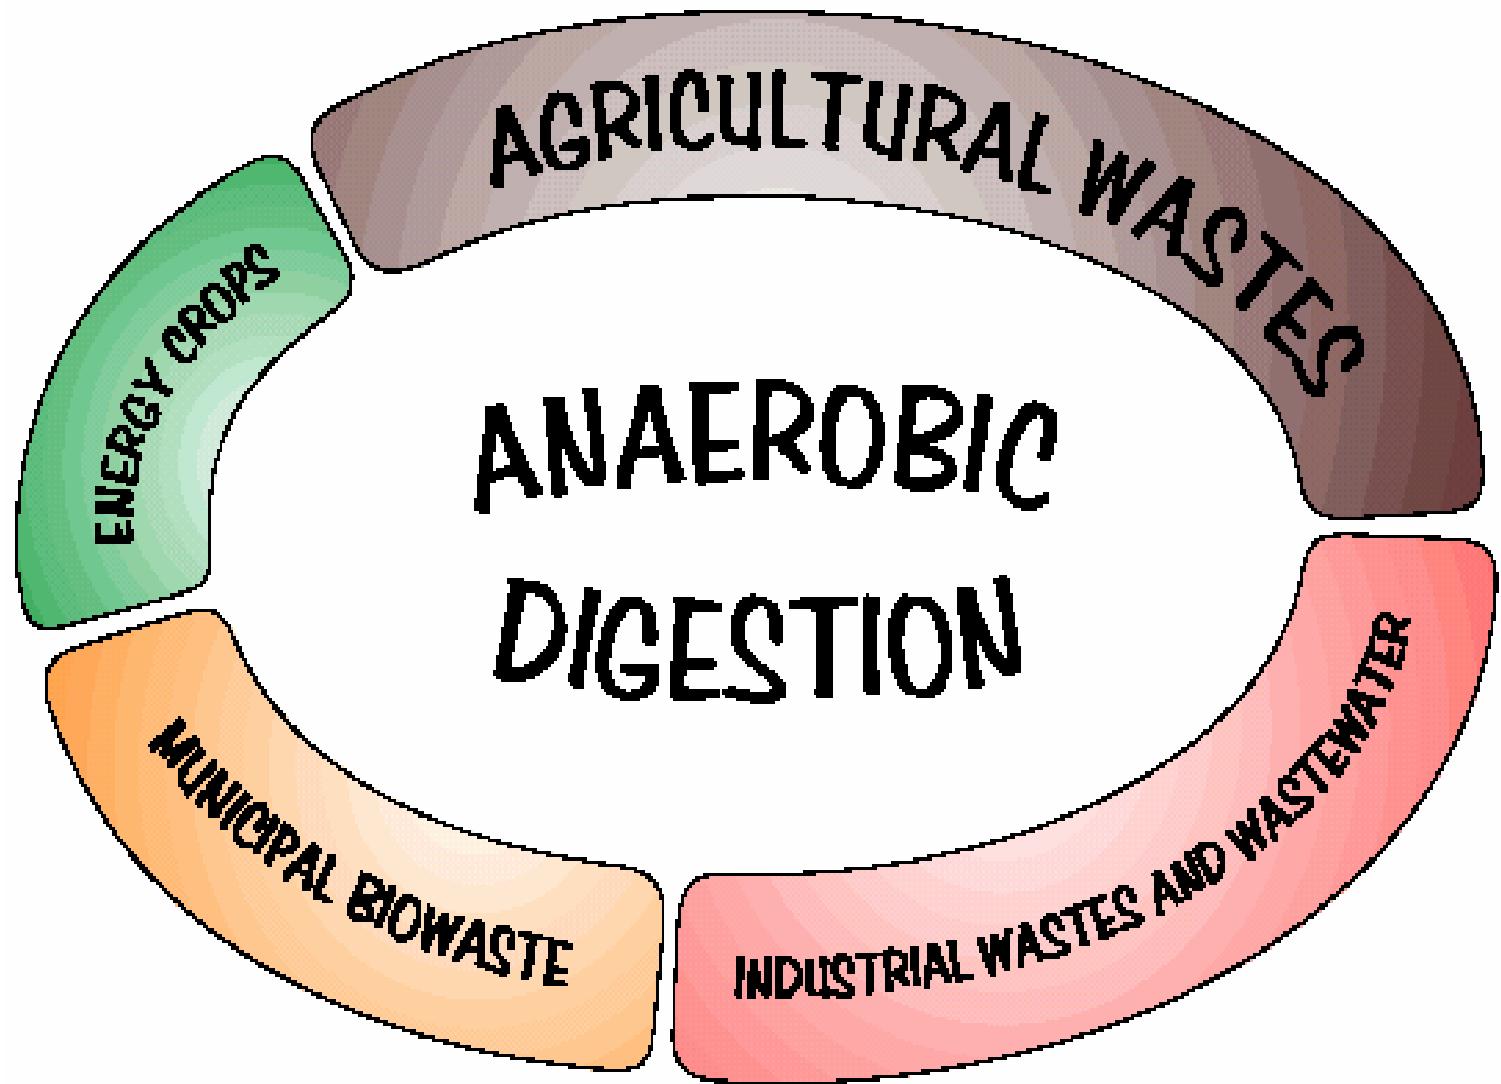 AGRICULTURAL WASTES
ENERGY CROPS
ANAEROBIC
DIGESTION
MUNICIPAL BIOWASTE
INDUSTRIAL WASTES AND WASTEWATER